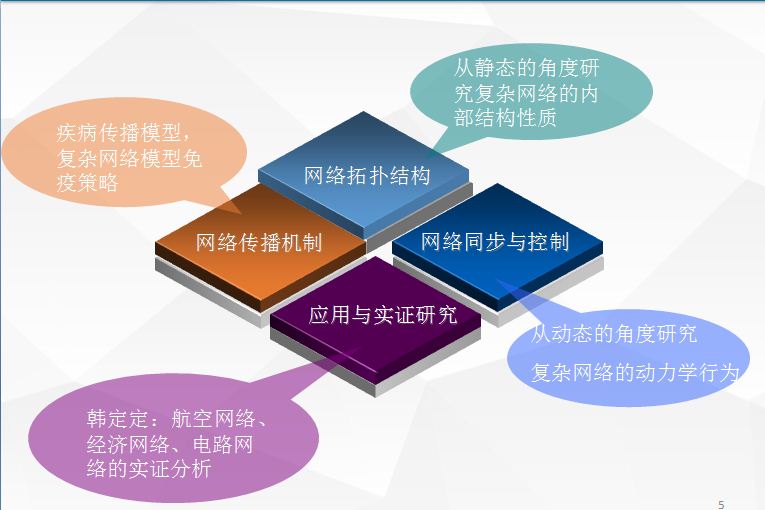 从静态的角度研
究复杂网络的内
部结构性质
疾病传播模型，
复杂网络模型免
疫策略
网络拓扑结构
网络传播机制
网络同步与控制
应用与实证研究
从动态的角度研究
复杂网络的动力学行为
韩定定：航空网络、
经济网络、电路网
络的实证分析
5